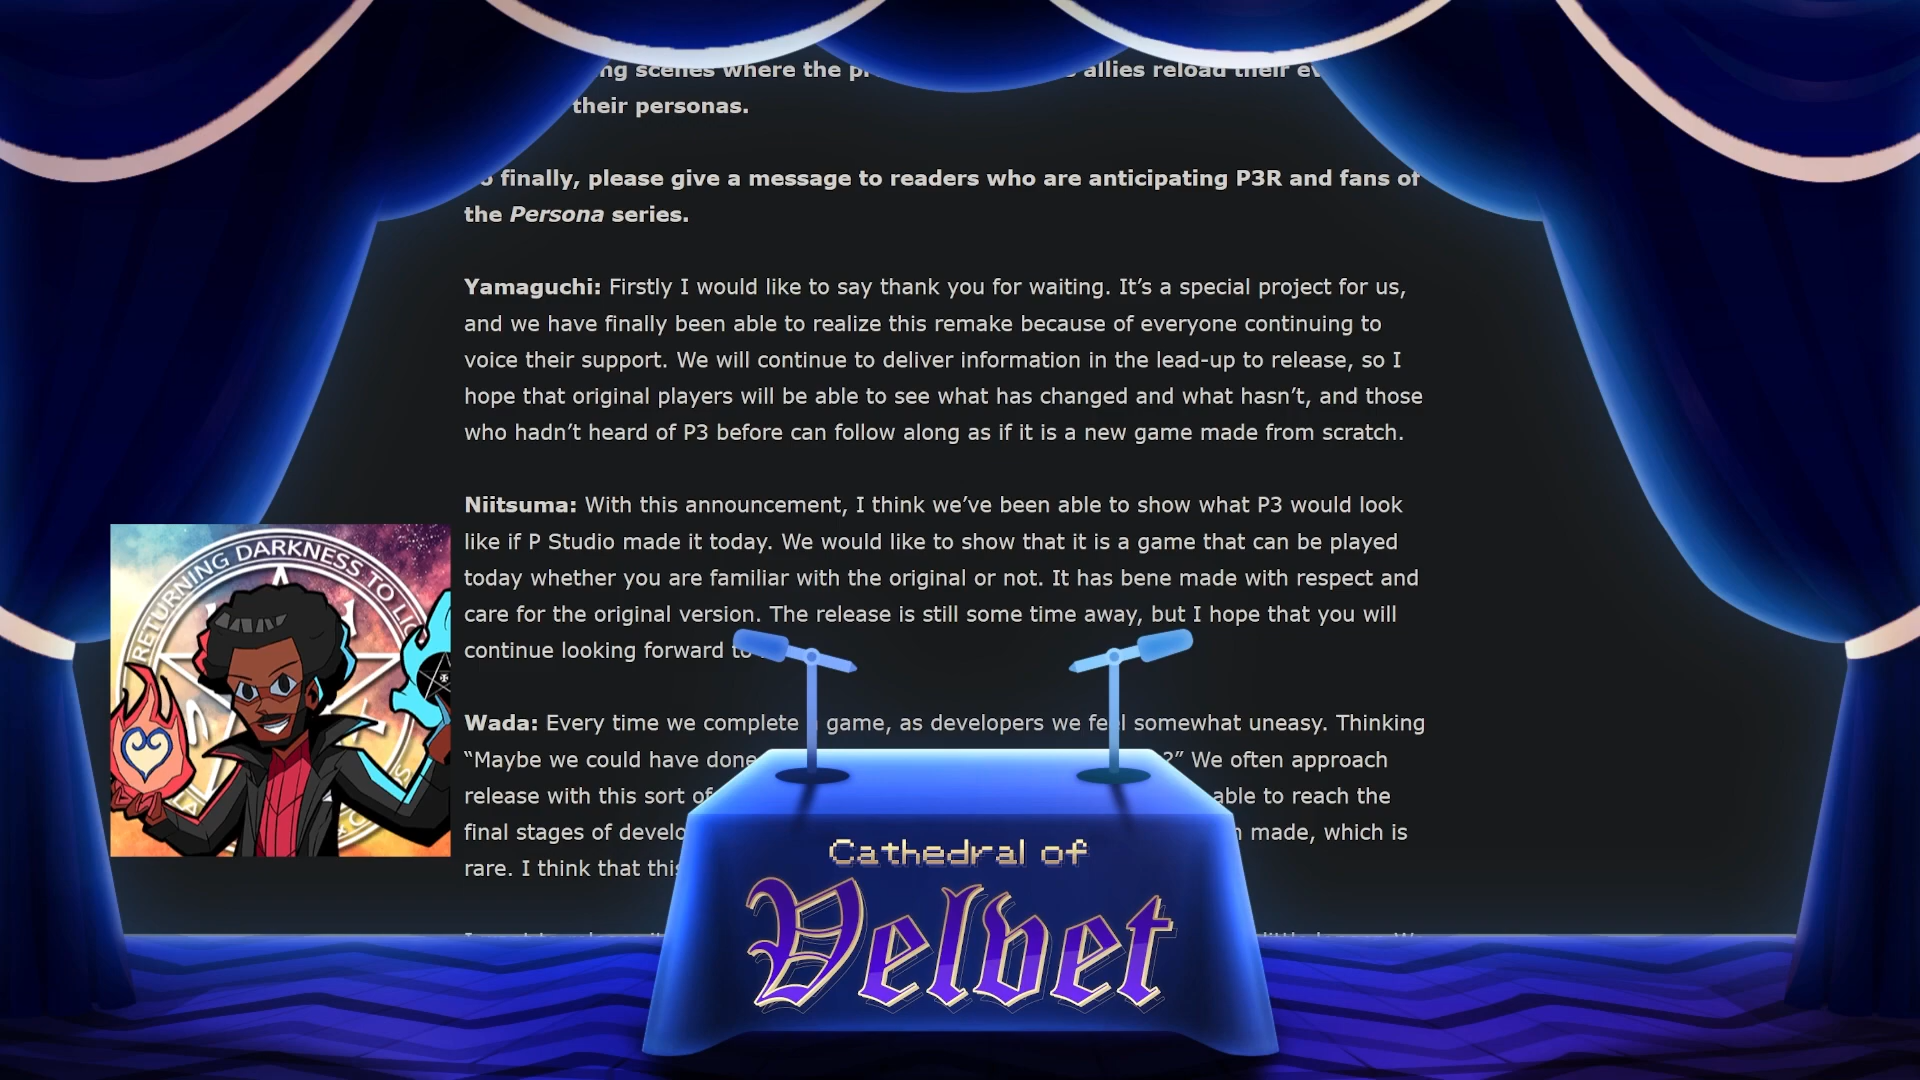 ng scenes where the allies reload their
their personas.
finally, please give a message to readers who are anticipating P3R and fans of
the Persona series.
Yamaguchi: Firstly I would like to say thank you for waiting. It’s a special project for us,
and we have finally been able to realize this remake because of everyone continuing to
voice their support. We will continue to deliver information in the lead-up to release, so I
hope that original players will be able to see what has changed and what hasn’t, and those
who hadn’t heard of P3 before can follow along as if it is a new game made from scratch.
Niitsuma: With this announcement, I think we’ve been able to show what P3 would look
like if P Studio made it today. We would like to show that it is a game that can be played
today whether you are familiar with the original or not. It has bene made with respect and
care for the original version. The release is still some time away, but I hope that you will
continue looking forward to
RETURNING DARKNESS TO
Wada: Every time we complete game, as developers we feel somewhat uneasy. Thinking
“Maybe we could have done ?” We often approach
release with this sort of able to reach the
final stages of develo made, which is
rare. I think that this
Cathedral of
Velvet